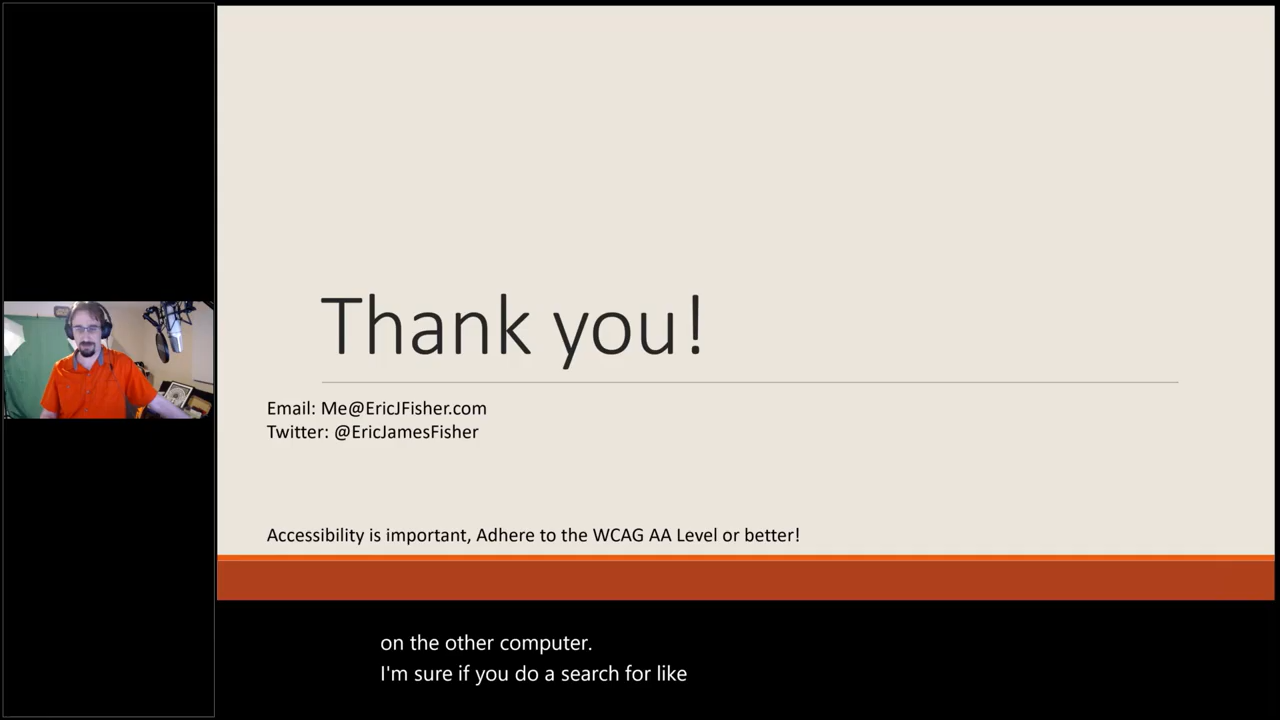 Thank you!
Email: Me@EricJFisher.com
Twitter: @EricJamesFisher
Accessibility is important, Adhere to the WCAG AA Level or better!
on the other computer.
I'm sure if you do a search for like